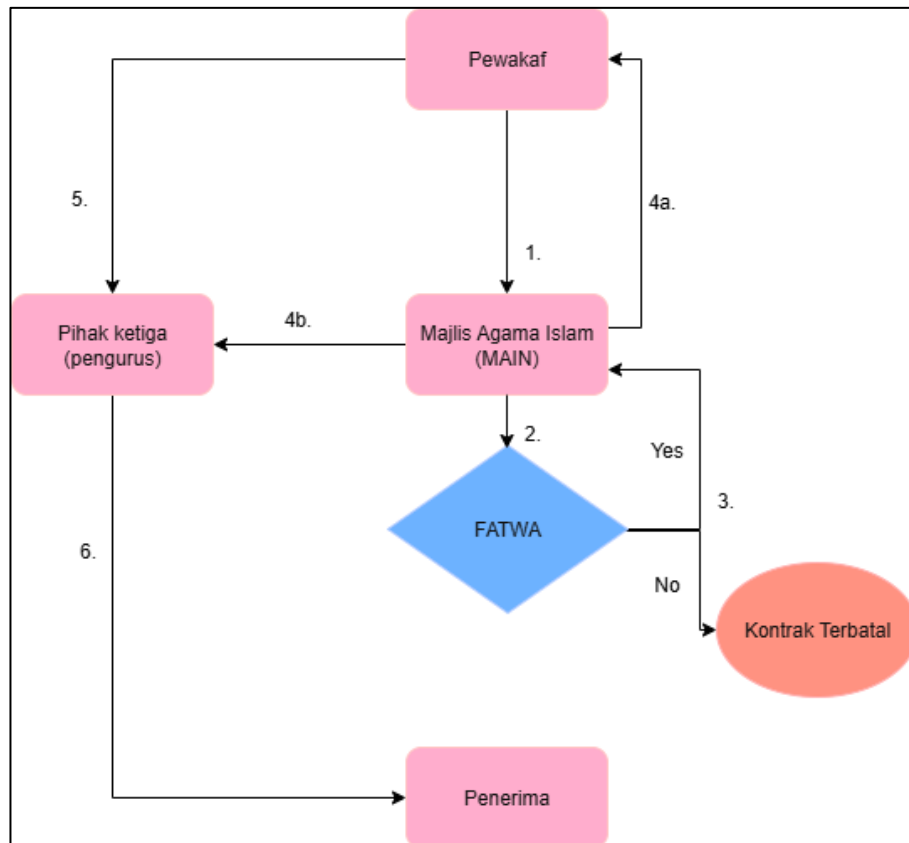 Pewakaf
5.
4a.
1.
Pihak ketiga
(pengurus)
4b.
Majlis Agama Islam
(MAIN)
2.
Yes
3.
FATWA
6.
No
Kontrak Terbatal
Penerima